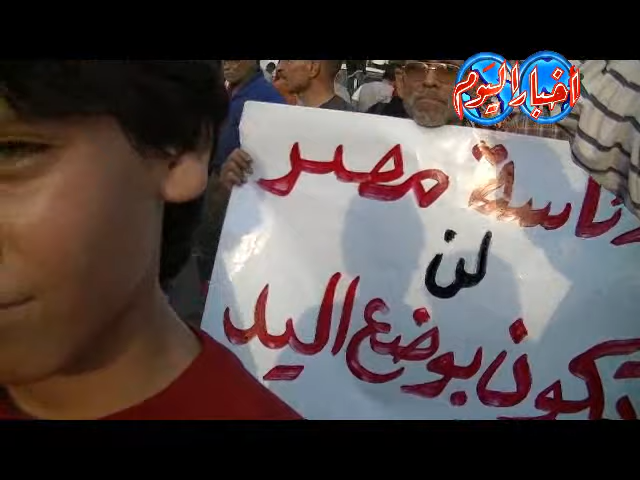 أخبار اليوم
رئاسة مصر
لن
تكون بوضع اليد